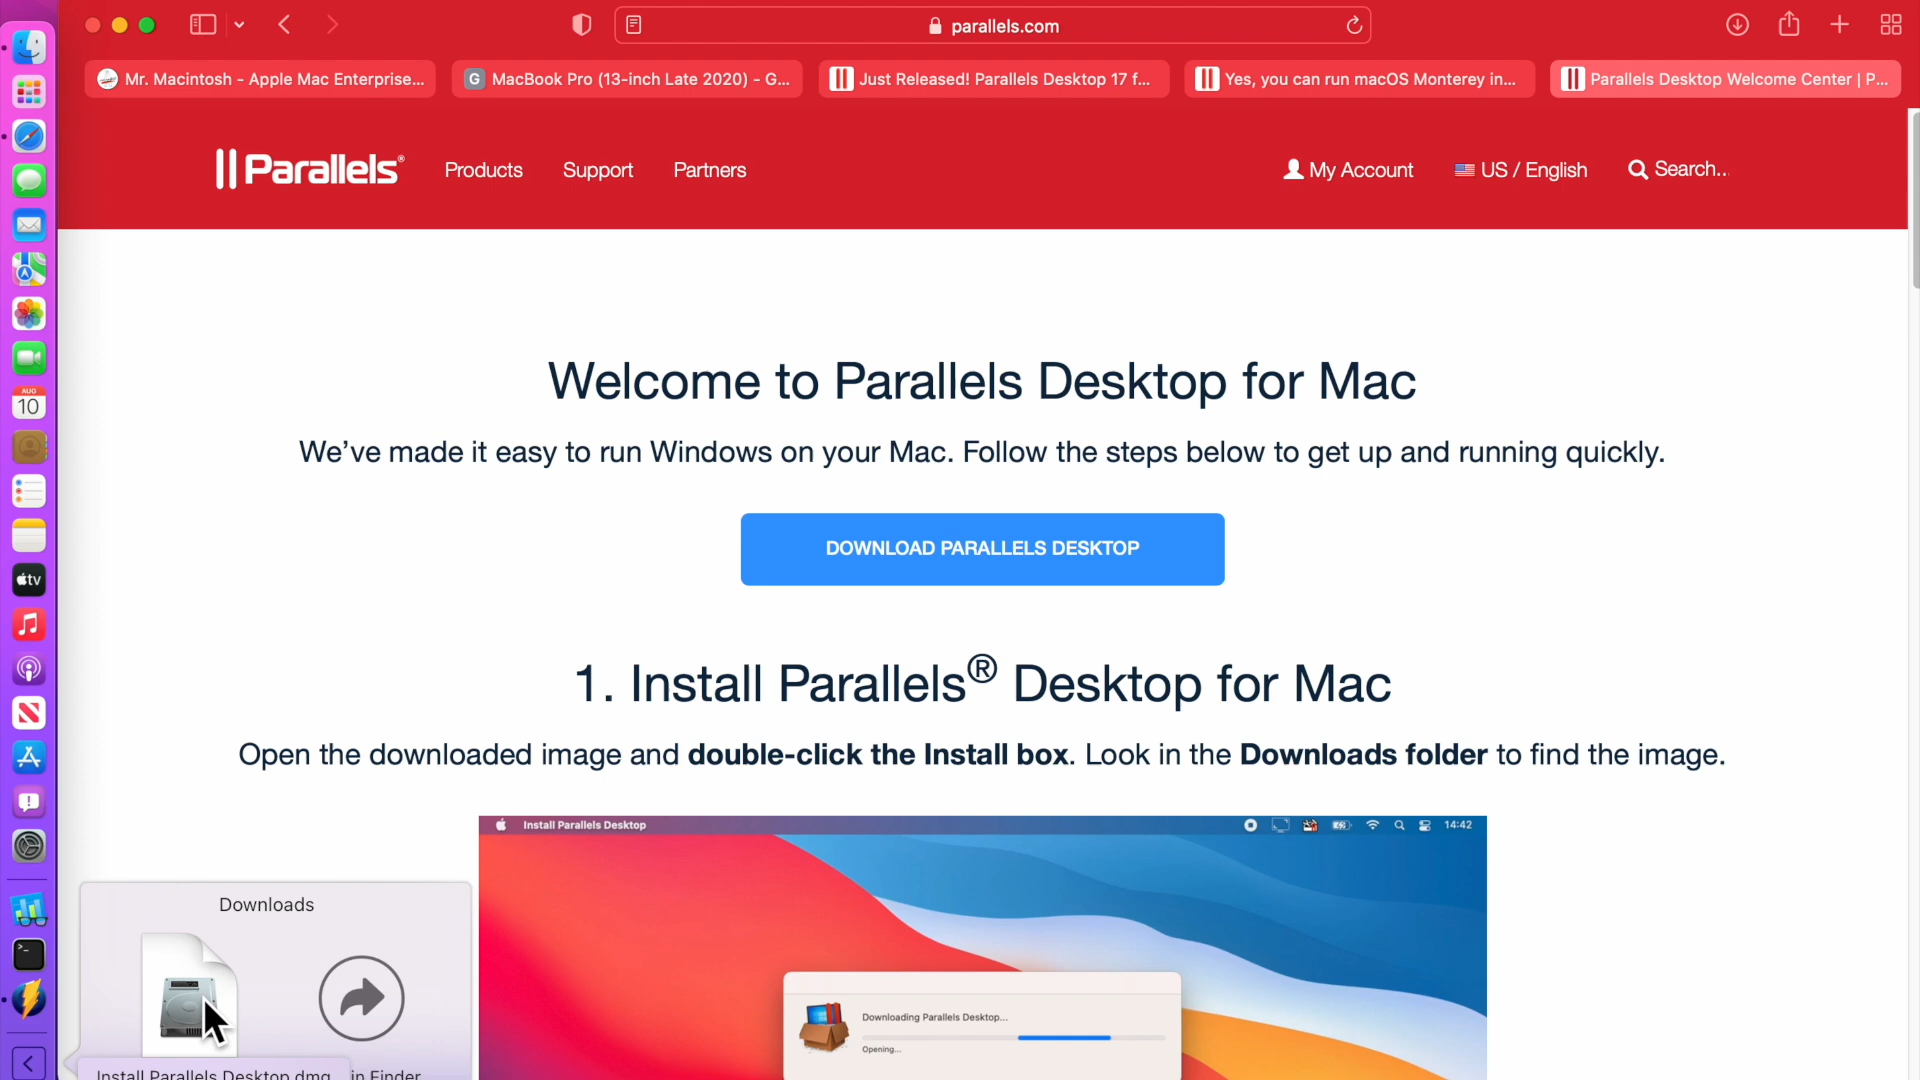 parallels.com
Mr. Macintosh - Apple Mac Enterprise...
G MacBook Pro (13-inch Late 2020) - G...
Just Released! Parallels Desktop 17 f...
Yes, you can run macOS Monterey in...
Parallels Desktop Welcome Center | P...
Parallels®
Products
Support
Partners
My Account
US / English
Search..
AUG
10
tv
Welcome to Parallels Desktop for Mac
We've made it easy to run Windows on your Mac. Follow the steps below to get up and running quickly.
DOWNLOAD PARALLELS DESKTOP
1. Install Parallels® Desktop for Mac
Open the downloaded image and double-click the Install box. Look in the Downloads folder to find the image.
Install Parallels Desktop
14:42
Downloading Parallels Desktop...
Opening...
Downloads
Install Parallels Desktop.dmg
in Finder